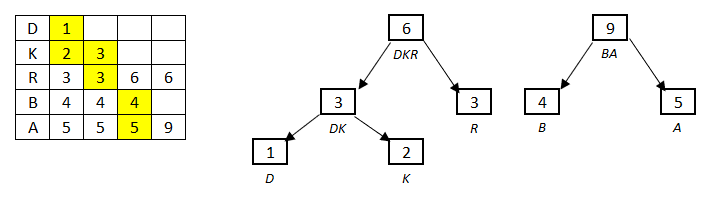 D 1
K 2 3
R 3 3 6 6
B 4 4 4
A 5 5 5 9
6 9
DKR BA
3 3 4 5
DK R B A
1 2
D K